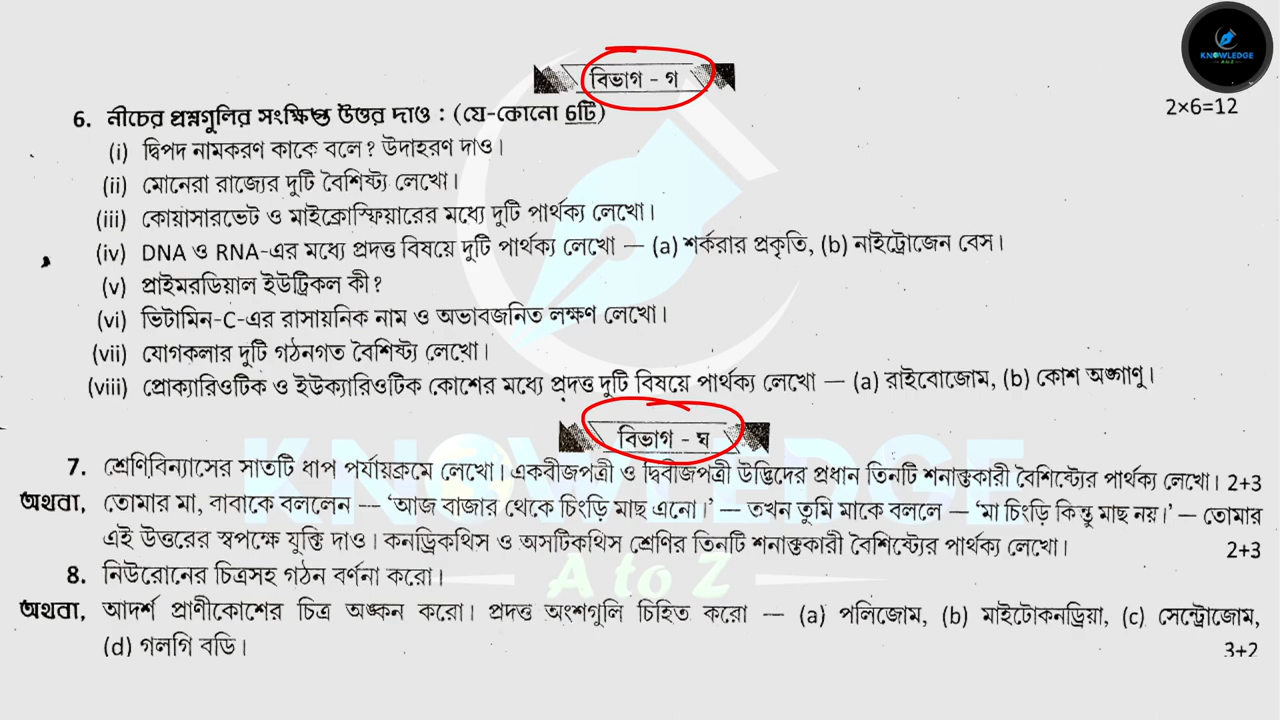 KNOWLEDGE
A to Z
বিভাগ - গ
6. নীচের প্রশ্নগুলির সংক্ষিপ্ত উত্তর দাও : (যে-কোনো 6টি) 2×6=12
(i) দ্বিপদ নামকরণ কাকে বলে? উদাহরণ দাও।
(ii) মোনেরা রাজ্যের দুটি বৈশিষ্ট্য লেখো।
(iii) কোয়াসারভেট ও মাইক্রোস্ফিয়ারের মধ্যে দুটি পার্থক্য লেখো।
(iv) DNA ও RNA-এর মধ্যে প্রদত্ত বিষয়ে দুটি পার্থক্য লেখো — (a) শর্করার প্রকৃতি, (b) নাইট্রোজেন বেস।
(v) প্রাইমরডিয়াল ইউট্রিকল কী?
(vi) ভিটামিন-C-এর রাসায়নিক নাম ও অভাবজনিত লক্ষণ লেখো।
(vii) যোগকলার দুটি গঠনগত বৈশিষ্ট্য লেখো।
(viii) প্রোক্যারিওটিক ও ইউক্যারিওটিক কোশের মধ্যে প্রদত্ত দুটি বিষয়ে পার্থক্য লেখো — (a) রাইবোজোম, (b) কোশ অঙ্গাণু।
বিভাগ - ঘ
KNOWLEDGE
7. শ্রেণিবিন্যাসের সাতটি ধাপ পর্যায়ক্রমে লেখো। একবীজপত্রী ও দ্বিবীজপত্রী উদ্ভিদের প্রধান তিনটি শনাক্তকারী বৈশিষ্ট্যের পার্থক্য লেখো। 2+3
অথবা, তোমার মা, বাবাকে বললেন — ‘আজ বাজার থেকে চিংড়ি মাছ এনো।’ — তখন তুমি মাকে বললে — ‘মা চিংড়ি কিন্তু মাছ নয়।’ — তোমার
এই উত্তরের স্বপক্ষে যুক্তি দাও। কনড্রিকথিস ও অসটিকথিস শ্রেণির তিনটি শনাক্তকারী বৈশিষ্ট্যের পার্থক্য লেখো। 2+3
A to Z
8. নিউরোনের চিত্রসহ গঠন বর্ণনা করো।
অথবা, আদর্শ প্রাণীকোশের চিত্র অঙ্কন করো। প্রদত্ত অংশগুলি চিহিত করো — (a) পলিজোম, (b) মাইটোকনড্রিয়া, (c) সেন্ট্রোজোম,
(d) গলগি বডি। 3+2